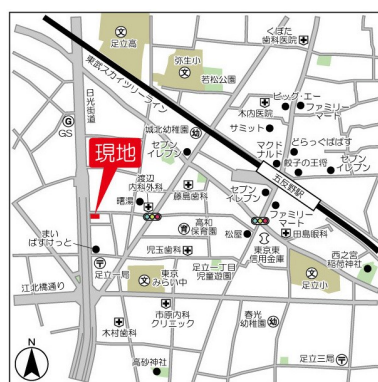 足立高
弥生小
若松公園
くぼた
歯科医院
東武スカイツリーライン
日光街道
G
GS
城北幼稚園
幼
セブン
イレブン
木内医院
ビッグ・エー
ファミリー
マート
サミット
マクド
ナルド
どらっぐぱぱす
餃子の王将
セブン
イレブン
五反野駅
現地
渡辺
内科外科
曙湯
藤島歯科
セブン
イレブン
ファミリー
マート
高和
保育園
育
松屋
東京東
信用金庫
田島眼科
まい
ばすけっと
足立一局
児玉歯科
足立一丁目
児童遊園
西之宮
稲荷神社
江北橋通り
東京
みらい中
足立小
木村歯科
市原内科
クリニック
春光
幼稚園
幼
高砂神社
足立三局
N
文
文
文
文